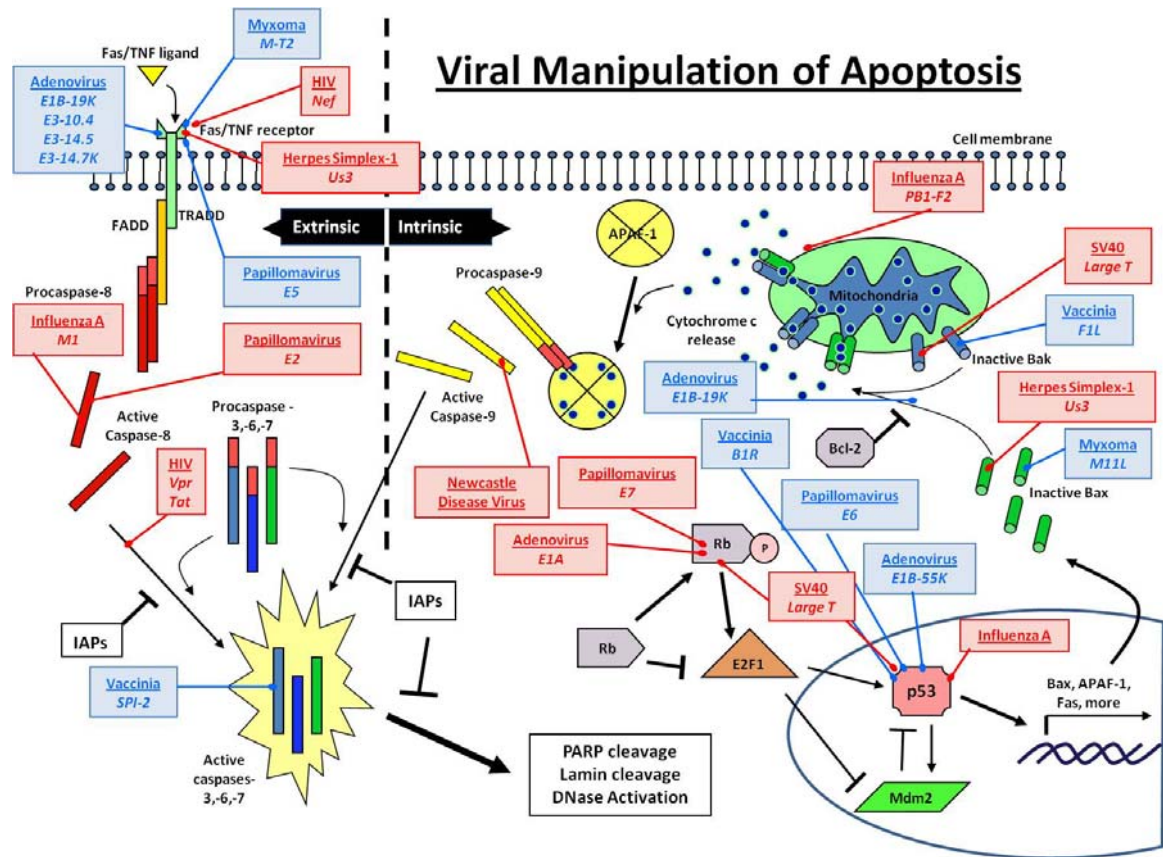 Viral Manipulation of Apoptosis
Fas/TNF ligand
Myxoma
M-T2
Adenovirus
E1B-19K
E3-10.4
E3-14.5
E3-14.7K
HIV
Nef
Fas/TNF receptor
Herpes Simplex-1
Us3
Cell membrane
Influenza A
PB1-F2
FADD
TRADD
Extrinsic
Intrinsic
APAF-1
SV40
Large T
Procaspase-8
Papillomavirus
E5
Procaspase-9
Mitochondria
Vaccinia
F1L
Influenza A
M1
Papillomavirus
E2
Cytochrome c
release
Inactive Bak
Active
Caspase-9
Adenovirus
E1B-19K
Herpes Simplex-1
Us3
Active
Caspase-8
Procaspase -
3,-6,-7
Bcl-2
Vaccinia
B1R
Myxoma
M11L
HIV
Vpr
Tat
Newcastle
Disease Virus
Papillomavirus
E7
Papillomavirus
E6
Inactive Bax
Adenovirus
E1A
Rb
P
Adenovirus
E1B-55K
IAPs
IAPs
SV40
Large T
Rb
E2F1
Influenza A
Vaccinia
SPI-2
p53
Bax, APAF-1,
Fas, more
Active
caspases-
3,-6,-7
PARP cleavage
Lamin cleavage
DNase Activation
Mdm2